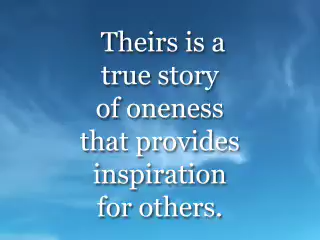 Theirs is a
true story
of oneness
that provides
inspiration
for others.